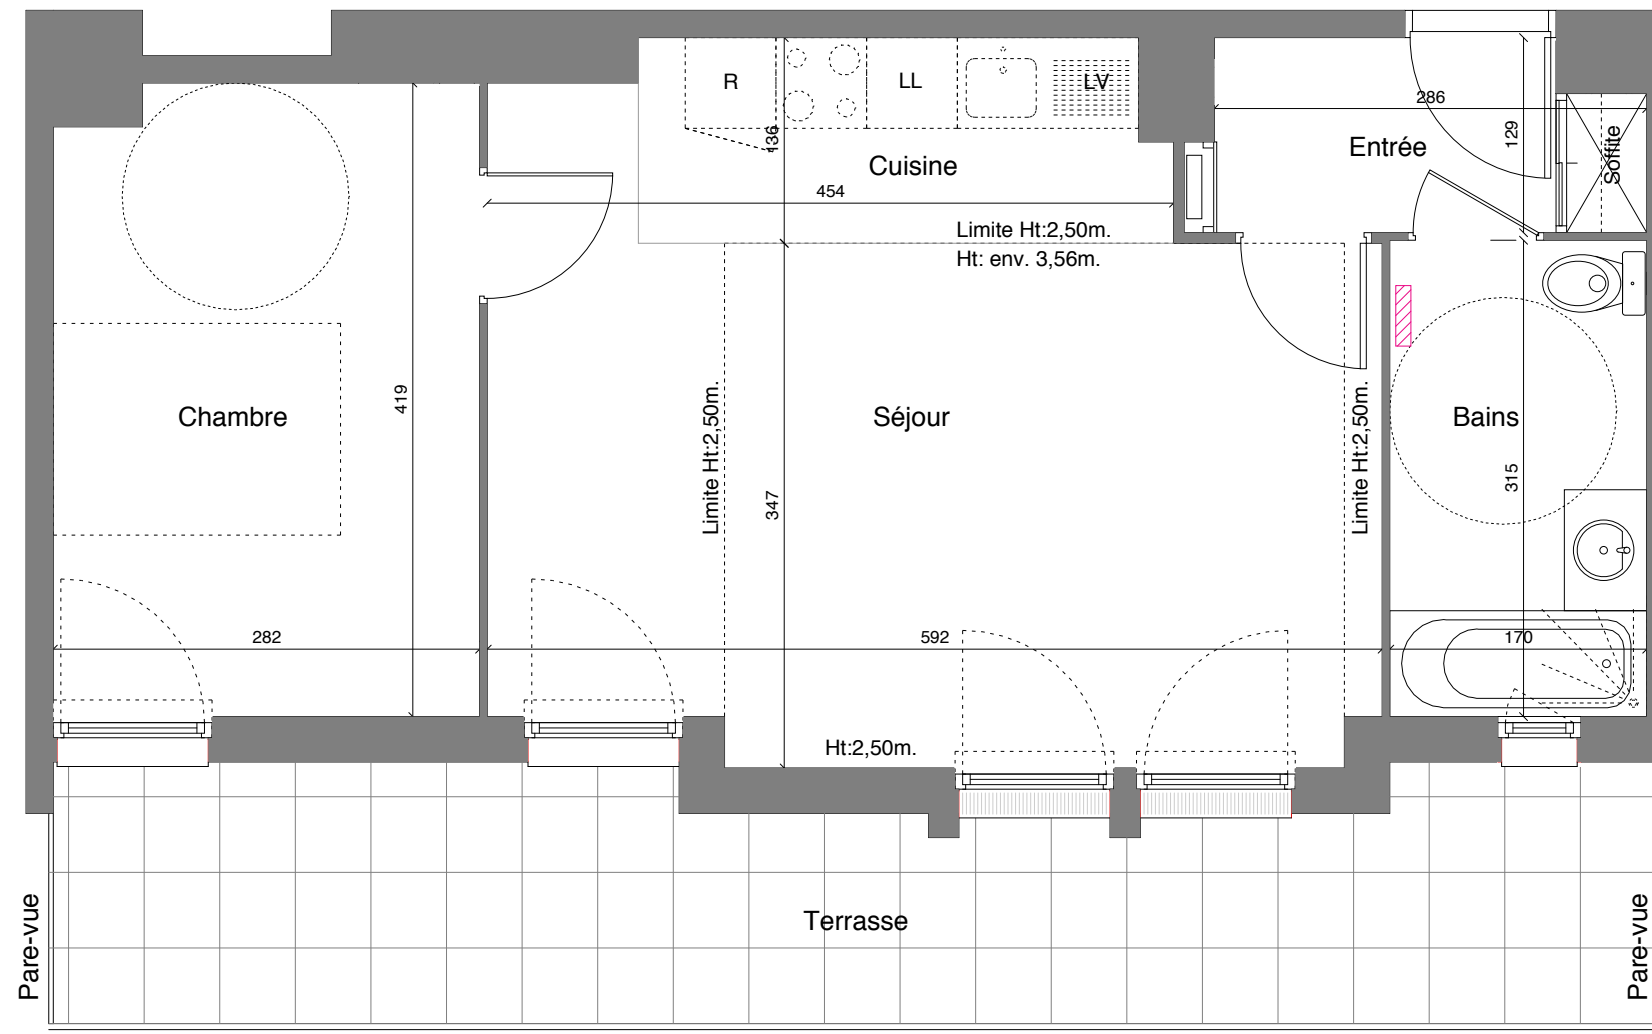 R
LL
LV
286
129
136
Entrée
Soffite
Cuisine
454
Limite Ht:2,50m.
Ht: env. 3,56m.
Chambre
419
Limite Ht:2,50m.
Séjour
347
Limite Ht:2,50m.
Bains
315
282
592
170
Ht:2,50m.
Pare-vue
Terrasse
Pare-vue